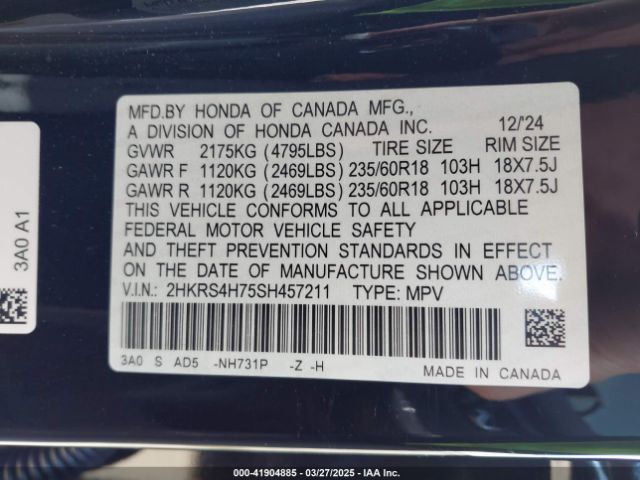 MFD.BY HONDA OF CANADA MFG.,
A DIVISION OF HONDA CANADA INC. 12/'24
GVWR 2175KG (4795LBS) TIRE SIZE RIM SIZE
GAWR F 1120KG (2469LBS) 235/60R18 103H 18X7.5J
GAWR R 1120KG (2469LBS) 235/60R18 103H 18X7.5J
THIS VEHICLE CONFORMS TO ALL APPLICABLE
FEDERAL MOTOR VEHICLE SAFETY
AND THEFT PREVENTION STANDARDS IN EFFECT
ON THE DATE OF MANUFACTURE SHOWN ABOVE.
V.I.N.: 2HKRS4H75SH457211 TYPE: MPV
3A0 S AD5 -NH731P -Z -H
MADE IN CANADA
3A0 A1
000-41904885 | 03/27/2025 | IAA Inc.